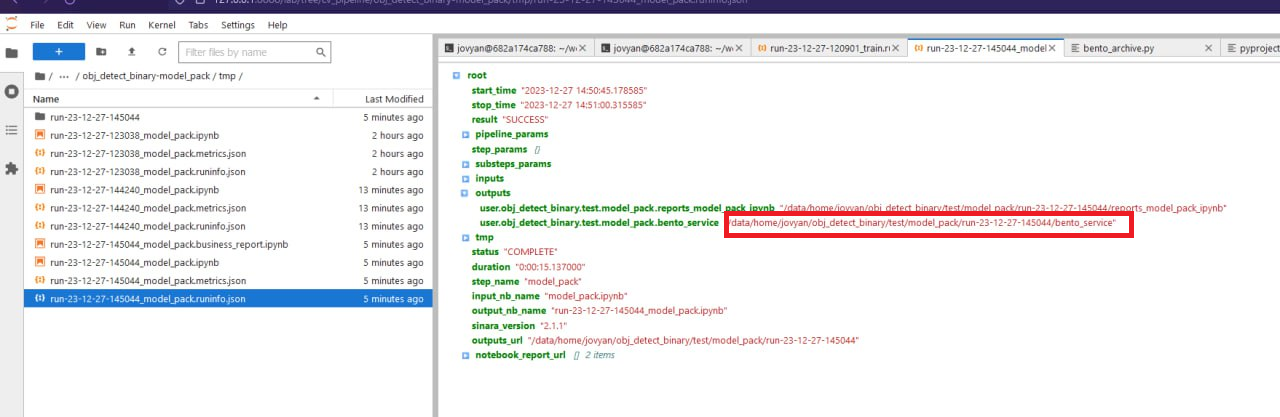 127.0.0.1:8888/lab/tree/cv_pipeline/obj_detect_binary-model_pack/tmp/run-23-12-27-145044_model_pack.runinfo.json
File Edit View Run Kernel Tabs Settings Help
+ Filter files by name
/ ... / obj_detect_binary-model_pack / tmp /
Name Last Modified
run-23-12-27-145044 5 minutes ago
run-23-12-27-123038_model_pack.ipynb 2 hours ago
run-23-12-27-123038_model_pack.metrics.json 2 hours ago
run-23-12-27-123038_model_pack.runinfo.json 2 hours ago
run-23-12-27-144240_model_pack.ipynb 13 minutes ago
run-23-12-27-144240_model_pack.metrics.json 13 minutes ago
run-23-12-27-144240_model_pack.runinfo.json 13 minutes ago
run-23-12-27-145044_model_pack.business_report.ipynb 5 minutes ago
run-23-12-27-145044_model_pack.ipynb 5 minutes ago
run-23-12-27-145044_model_pack.metrics.json 5 minutes ago
run-23-12-27-145044_model_pack.runinfo.json 5 minutes ago
jovyan@682a174ca788: ~/w jovyan@682a174ca788: ~/w run-23-12-27-120901_train.r run-23-12-27-145044_model bento_archive.py pyproject
root
start_time "2023-12-27 14:50:45.178585"
stop_time "2023-12-27 14:51:00.315585"
result "SUCCESS"
pipeline_params
step_params []
substeps_params
inputs
outputs
user.obj_detect_binary.test.model_pack.reports_model_pack_ipynb "/data/home/jovyan/obj_detect_binary/test/model_pack/run-23-12-27-145044/reports_model_pack_ipynb"
user.obj_detect_binary.test.model_pack.bento_service "/data/home/jovyan/obj_detect_binary/test/model_pack/run-23-12-27-145044/bento_service"
tmp
status "COMPLETE"
duration "0:00:15.137000"
step_name "model_pack"
input_nb_name "model_pack.ipynb"
output_nb_name "run-23-12-27-145044_model_pack.ipynb"
sinara_version "2.1.1"
outputs_url "/data/home/jovyan/obj_detect_binary/test/model_pack/run-23-12-27-145044"
notebook_report_url [] 2 items